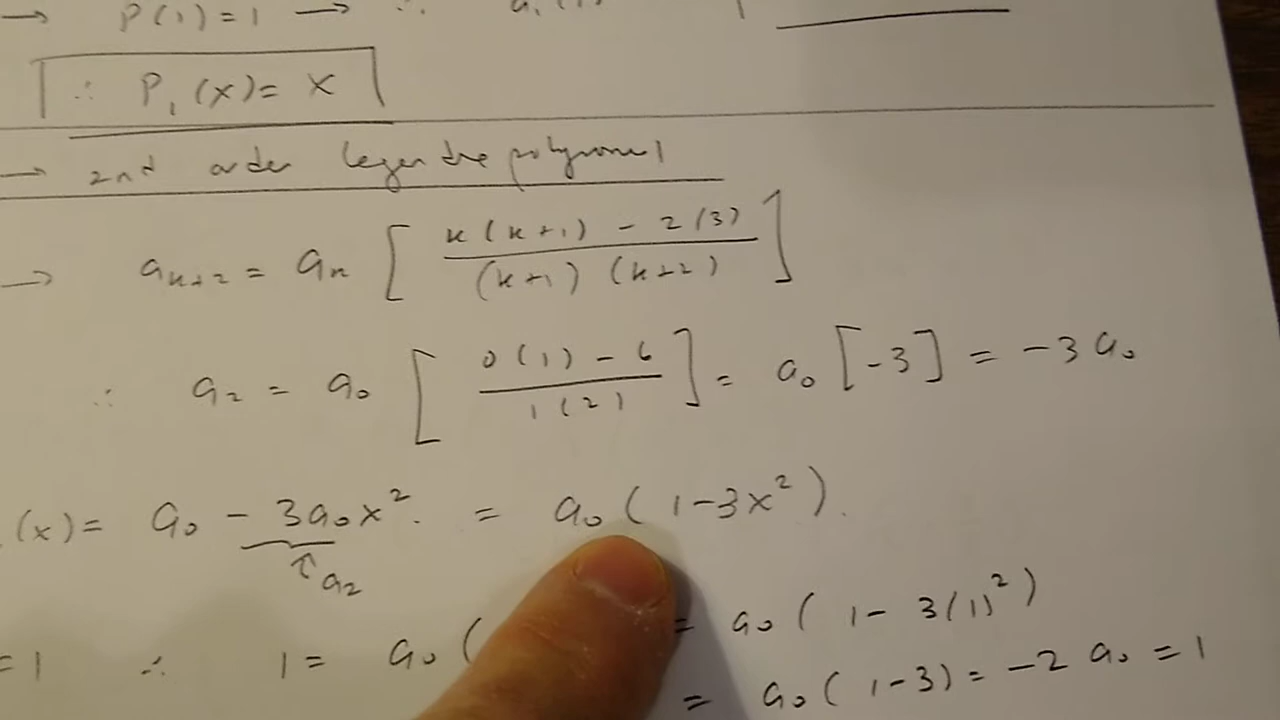 → P(1)=1 → ∴ a₁(1)
∴ P₁(x)= x
→ 2nd order legendre polynomial
→ aₖ₊₂ = aₖ [ k(k+1) - 2(3) / (k+1)(k+2) ]
∴ a₂ = a₀ [ 0(1) - 6 / 1(2) ] = a₀ [-3] = -3a₀
(x)= a₀ - 3a₀x². = a₀(1-3x²).
a₂
=1 ∴ 1= a₀( = a₀(1-3(1)²)
= a₀(1-3)= -2a₀ =1